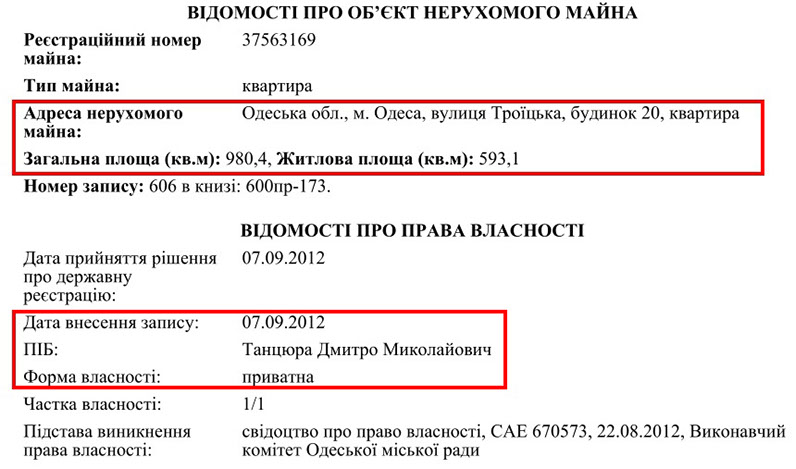 ВІДОМОСТІ ПРО ОБ’ЄКТ НЕРУХОМОГО МАЙНА
Реєстраційний номер майна: 37563169
Тип майна: квартира
Адреса нерухомого майна: Одеська обл., м. Одеса, вулиця Троїцька, будинок 20, квартира
Загальна площа (кв.м): 980,4, Житлова площа (кв.м): 593,1
Номер запису: 606 в книзі: 600пр-173.
ВІДОМОСТІ ПРО ПРАВА ВЛАСНОСТІ
Дата прийняття рішення про державну реєстрацію: 07.09.2012
Дата внесення запису: 07.09.2012
ПІБ: Танцюра Дмитро Миколайович
Форма власності: приватна
Частка власності: 1/1
Підстава виникнення права власності: свідоцтво про право власності, САЕ 670573, 22.08.2012, Виконавчий комітет Одеської міської ради